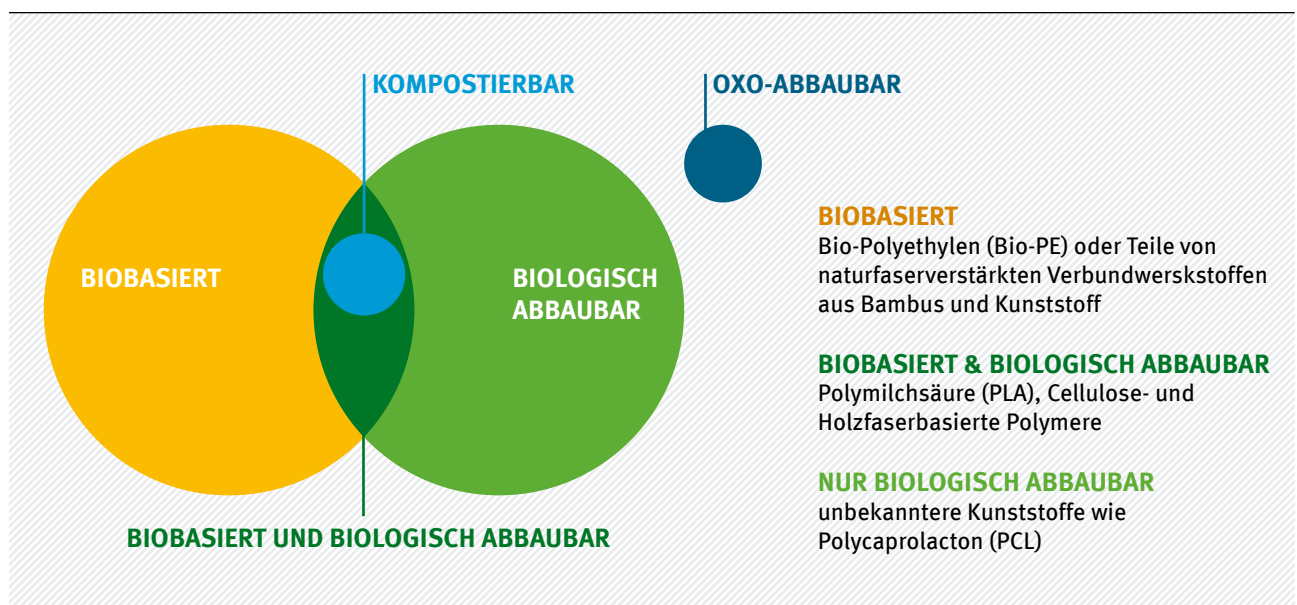 KOMPOSTIERBAR
OXO-ABBAUBAR
BIOBASIERT
BIOLOGISCH
ABBAUBAR
BIOBASIERT UND BIOLOGISCH ABBAUBAR
BIOBASIERT
Bio-Polyethylen (Bio-PE) oder Teile von
naturfaserverstärkten Verbundwerskstoffen
aus Bambus und Kunststoff
BIOBASIERT & BIOLOGISCH ABBAUBAR
Polymilchsäure (PLA), Cellulose- und
Holzfaserbasierte Polymere
NUR BIOLOGISCH ABBAUBAR
unbekanntere Kunststoffe wie
Polycaprolacton (PCL)